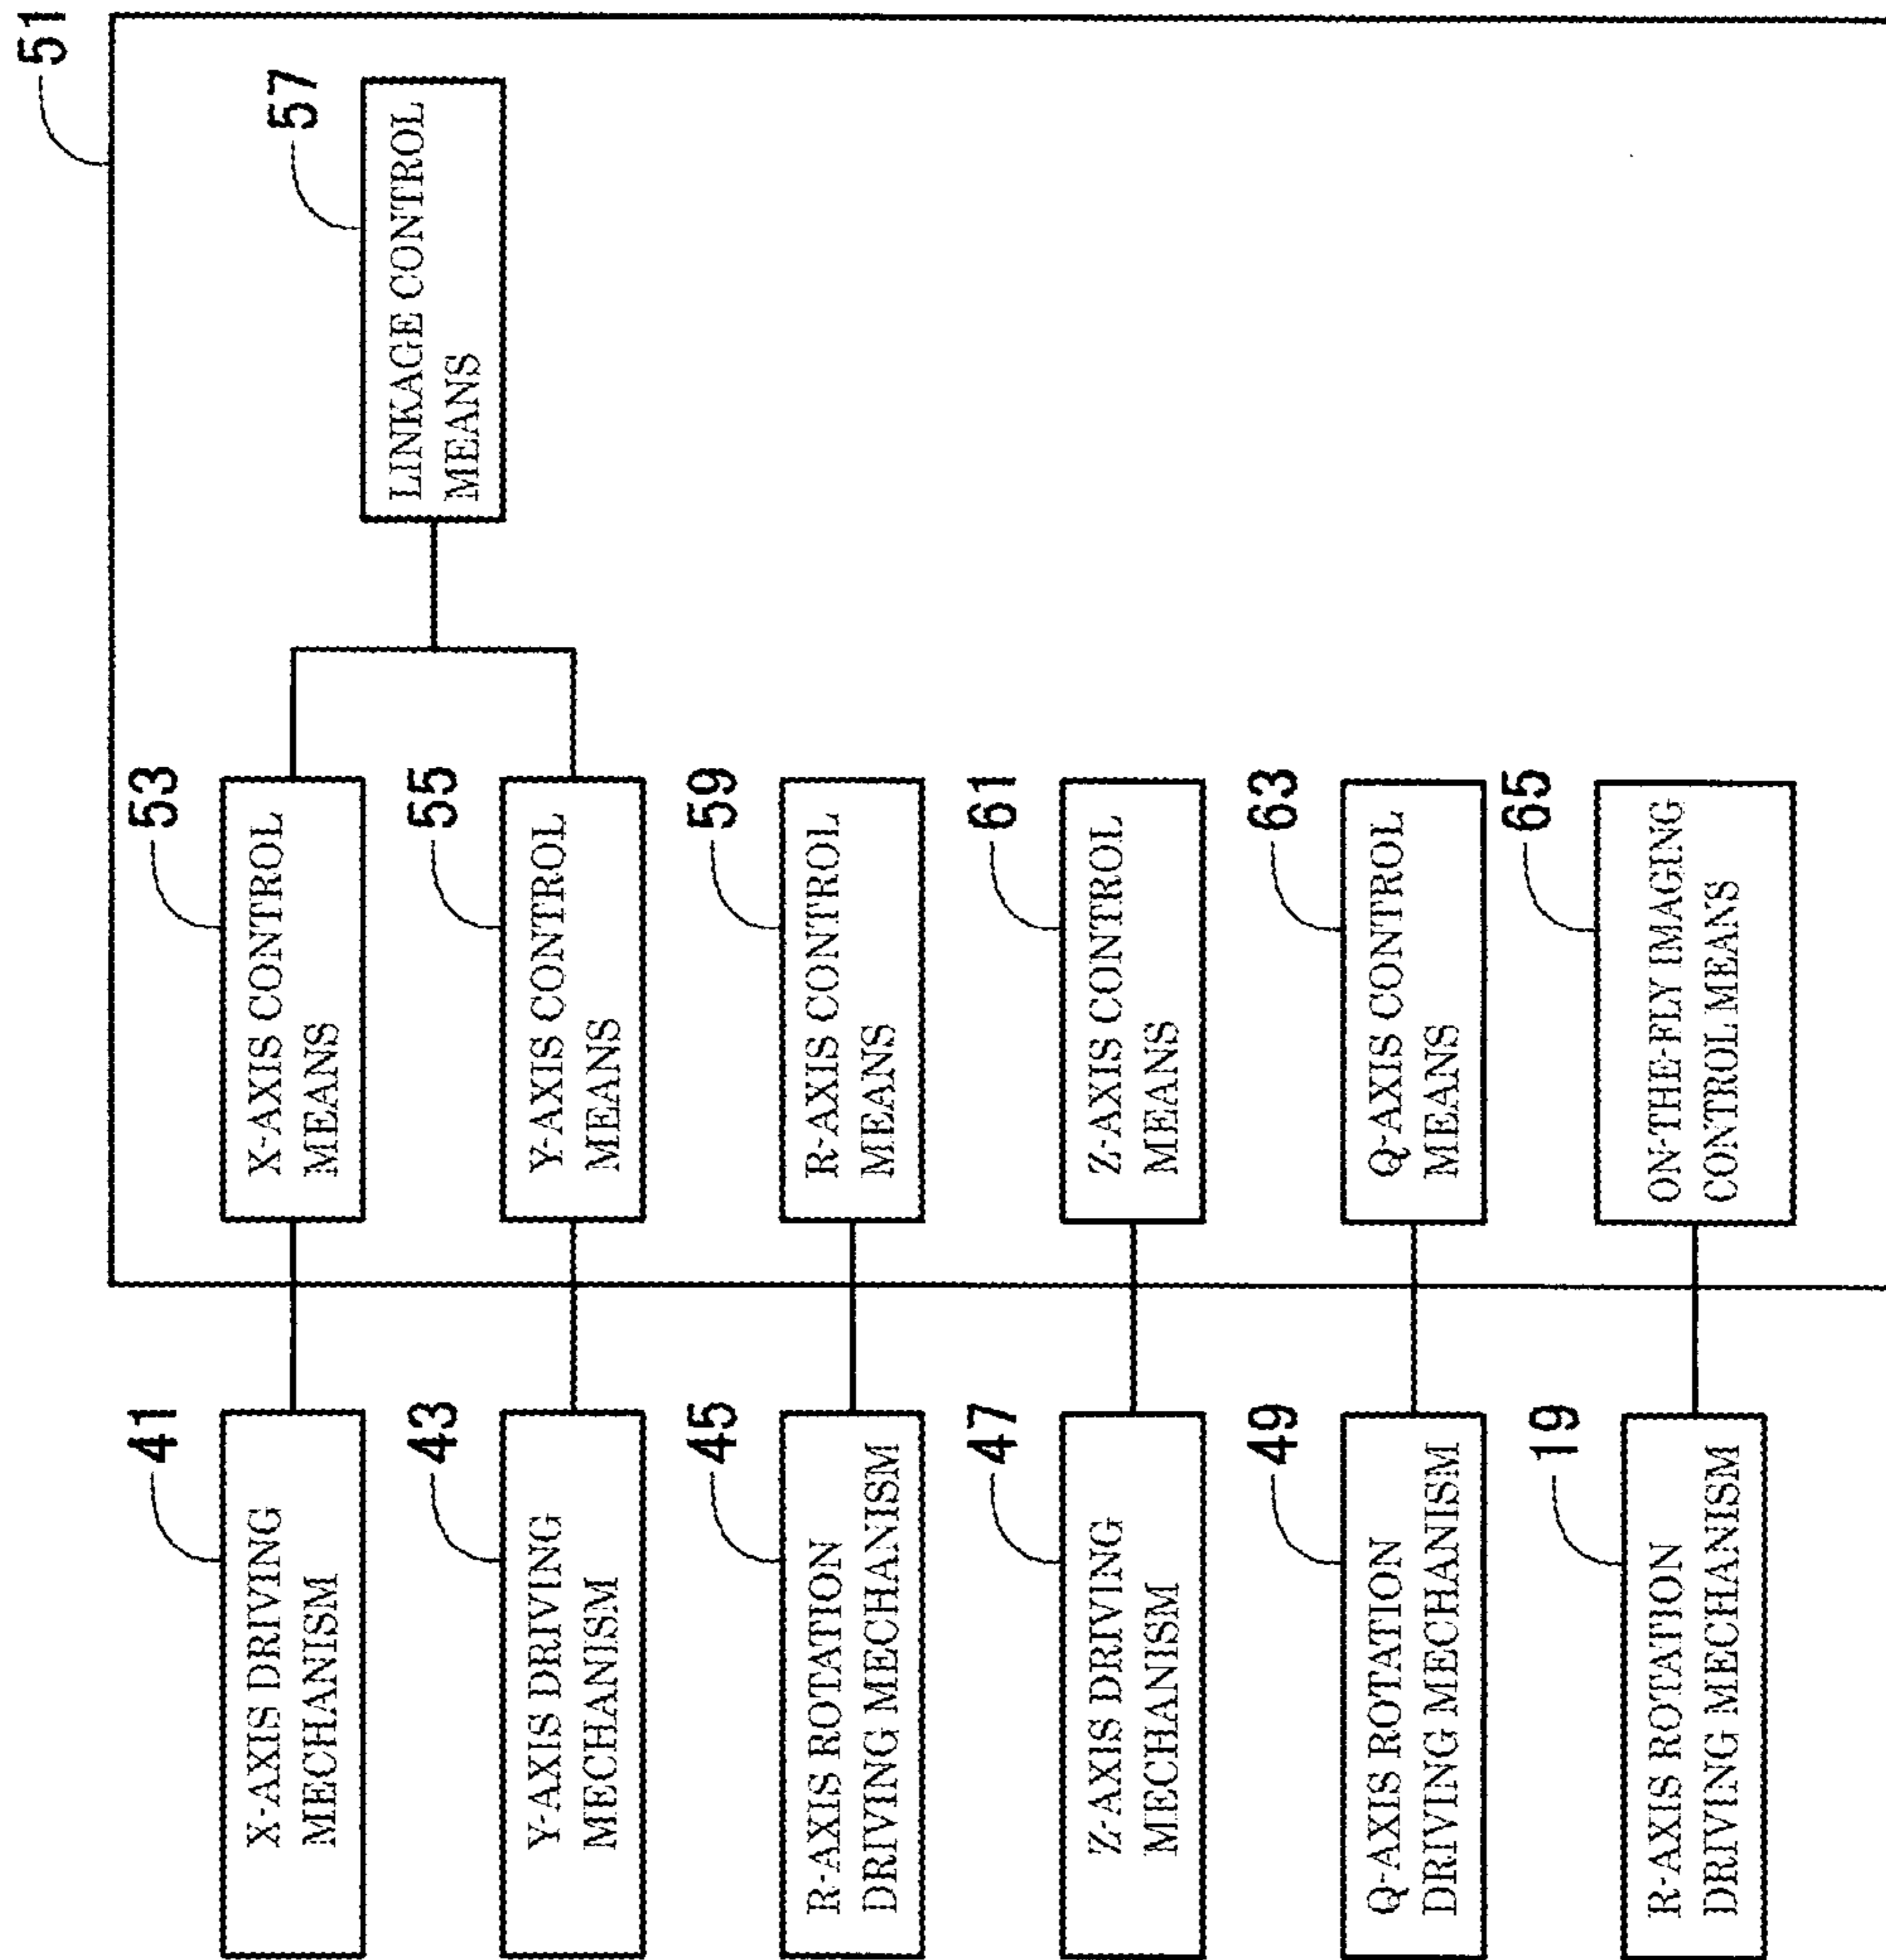 51
41
X-AXIS DRIVING
MECHANISM
53
X-AXIS CONTROL
MEANS
57
LINKAGE CONTROL
MEANS
43
Y-AXIS DRIVING
MECHANISM
55
Y-AXIS CONTROL
MEANS
45
R-AXIS ROTATION
DRIVING MECHANISM
59
R-AXIS CONTROL
MEANS
47
Z-AXIS DRIVING
MECHANISM
61
Z-AXIS CONTROL
MEANS
49
Q-AXIS ROTATION
DRIVING MECHANISM
63
Q-AXIS CONTROL
MEANS
19
R-AXIS ROTATION
DRIVING MECHANISM
65
ON-THE-FLY IMAGING
CONTROL MEANS